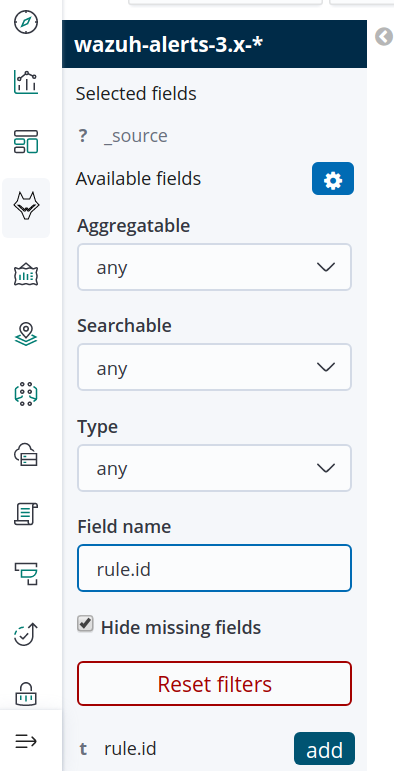 wazuh-alerts-3.x-*
Selected fields
? _source
Available fields
Aggregatable
any
Searchable
any
Type
any
Field name
rule.id
Hide missing fields
Reset filters
t rule.id add